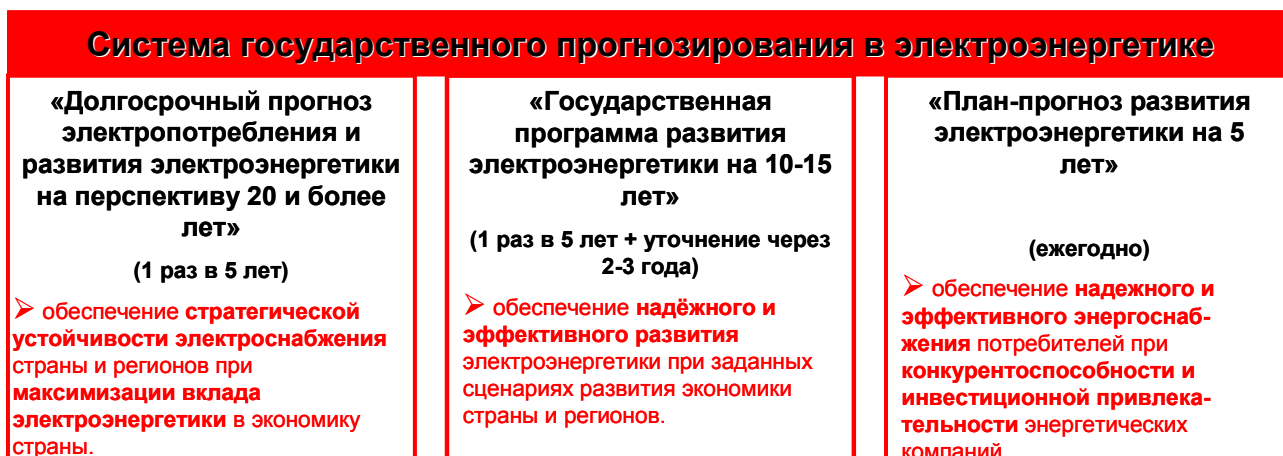 Система государственного прогнозирования в электроэнергетике
«Долгосрочный прогноз
электропотребления и
развития электроэнергетики
на перспективу 20 и более
лет»
(1 раз в 5 лет)
➢ обеспечение стратегической
устойчивости электроснабжения
страны и регионов при
максимизации вклада
электроэнергетики в экономику
страны.
«Государственная
программа развития
электроэнергетики на 10-15
лет»
(1 раз в 5 лет + уточнение через
2-3 года)
➢ обеспечение надёжного и
эффективного развития
электроэнергетики при заданных
сценариях развития экономики
страны и регионов.
«План-прогноз развития
электроэнергетики на 5
лет»
(ежегодно)
➢ обеспечение надежного и
эффективного энергоснаб-
жения потребителей при
конкурентоспособности и
инвестиционной привлека-
тельности энергетических
компаний